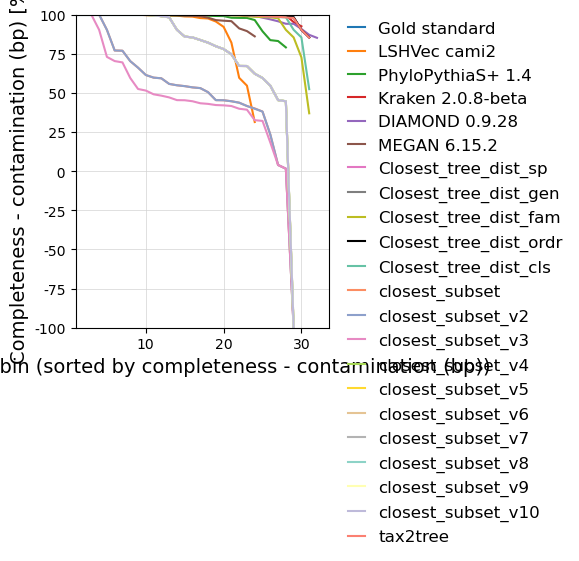 Completeness - contamination (bp) [%
100
75
50
25
0
-25
-50
-75
-100
10
20
30
bin (sorted by completeness - contamination (bp))
Gold standard
LSHVec cami2
PhyloPythiaS+ 1.4
Kraken 2.0.8-beta
DIAMOND 0.9.28
MEGAN 6.15.2
Closest_tree_dist_sp
Closest_tree_dist_gen
Closest_tree_dist_fam
Closest_tree_dist_ordr
Closest_tree_dist_cls
closest_subset
closest_subset_v2
closest_subset_v3
closest_subset_v4
closest_subset_v5
closest_subset_v6
closest_subset_v7
closest_subset_v8
closest_subset_v9
closest_subset_v10
tax2tree